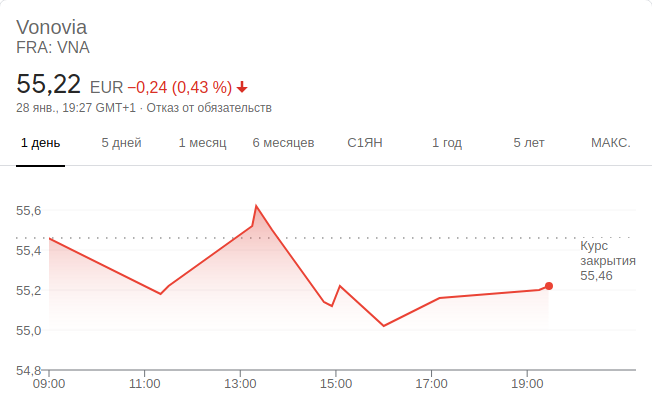 Vonovia
FRA: VNA
55,22 EUR −0,24 (0,43 %)
28 янв., 19:27 GMT+1 · Отказ от обязательств
1 день 5 дней 1 месяц 6 месяцев С1ЯН 1 год 5 лет МАКС.
55,6
55,4
Курс
закрытия
55,46
55,2
55,0
54,8
09:00 11:00 13:00 15:00 17:00 19:00